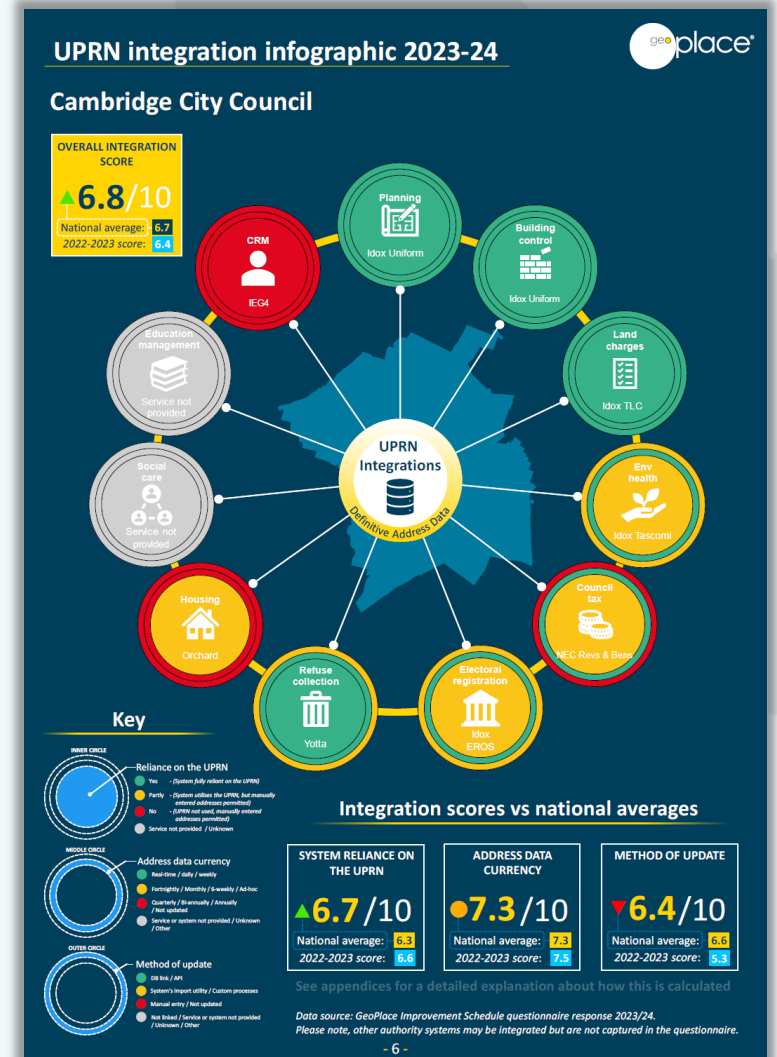 UPRN integration infographic 2023-24
geoplace®
Cambridge City Council
OVERALL INTEGRATION
SCORE
6.8/10
National average: 6.7
2022-2023 score: 6.4
Planning
Idox Uniform
Building
control
Idox Uniform
CRM
IEG4
Land
charges
Idox TLC
Education
management
Service not
provided
UPRN
Integrations
Definitive Address Data
Env
health
Idox Tascomi
Social
care
Service not
provided
Council
tax
NEC Revs & Bens
Housing
Orchard
Refuse
collection
Yotta
Electoral
registration
Idox
EROS
Key
INNER CIRCLE
Reliance on the UPRN
Yes - (System fully reliant on the UPRN)
Partly - (System utilises the UPRN, but manually
entered addresses permitted)
No - (UPRN not used, manually entered
addresses permitted)
Service not provided / Unknown
MIDDLE CIRCLE
Address data currency
Real-time / daily / weekly
Fortnightly / Monthly / 6-weekly / Ad-hoc
Quarterly / Bi-annually / Annually
/ Not updated
Service or system not provided / Unknown
/ Other
OUTER CIRCLE
Method of update
DB link / API
System's import utility / Custom processes
Manual entry / Not updated
Not linked / Service or system not provided
/ Unknown / Other
Integration scores vs national averages
SYSTEM RELIANCE ON
THE UPRN
6.7/10
National average: 6.3
2022-2023 score: 6.6
ADDRESS DATA
CURRENCY
7.3/10
National average: 7.3
2022-2023 score: 7.5
METHOD OF UPDATE
6.4/10
National average: 6.6
2022-2023 score: 5.3
See appendices for a detailed explanation about how this is calculated
Data source: GeoPlace Improvement Schedule questionnaire response 2023/24.
Please note, other authority systems may be integrated but are not captured in the questionnaire.
- 6 -